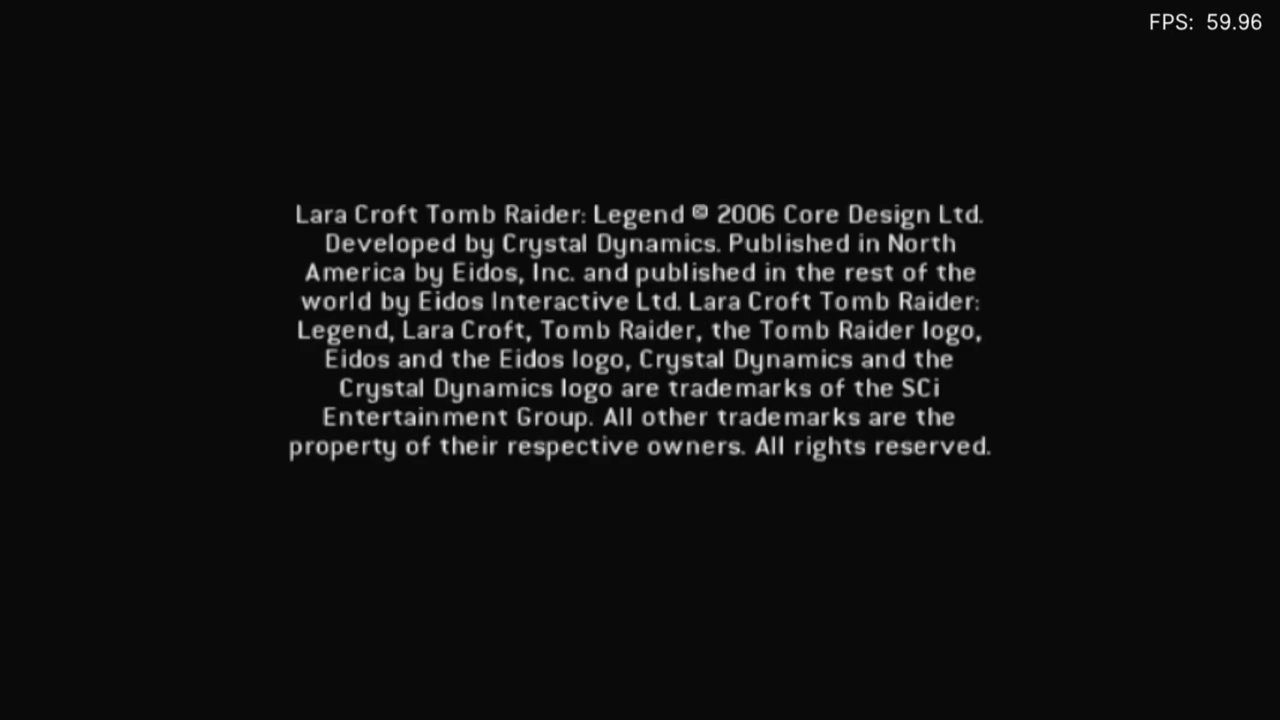 FPS: 59.96
Lara Croft Tomb Raider: Legend © 2006 Core Design Ltd.
Developed by Crystal Dynamics. Published in North
America by Eidos, Inc. and published in the rest of the
world by Eidos Interactive Ltd. Lara Croft Tomb Raider:
Legend, Lara Croft, Tomb Raider, the Tomb Raider logo,
Eidos and the Eidos logo, Crystal Dynamics and the
Crystal Dynamics logo are trademarks of the SCi
Entertainment Group. All other trademarks are the
property of their respective owners. All rights reserved.